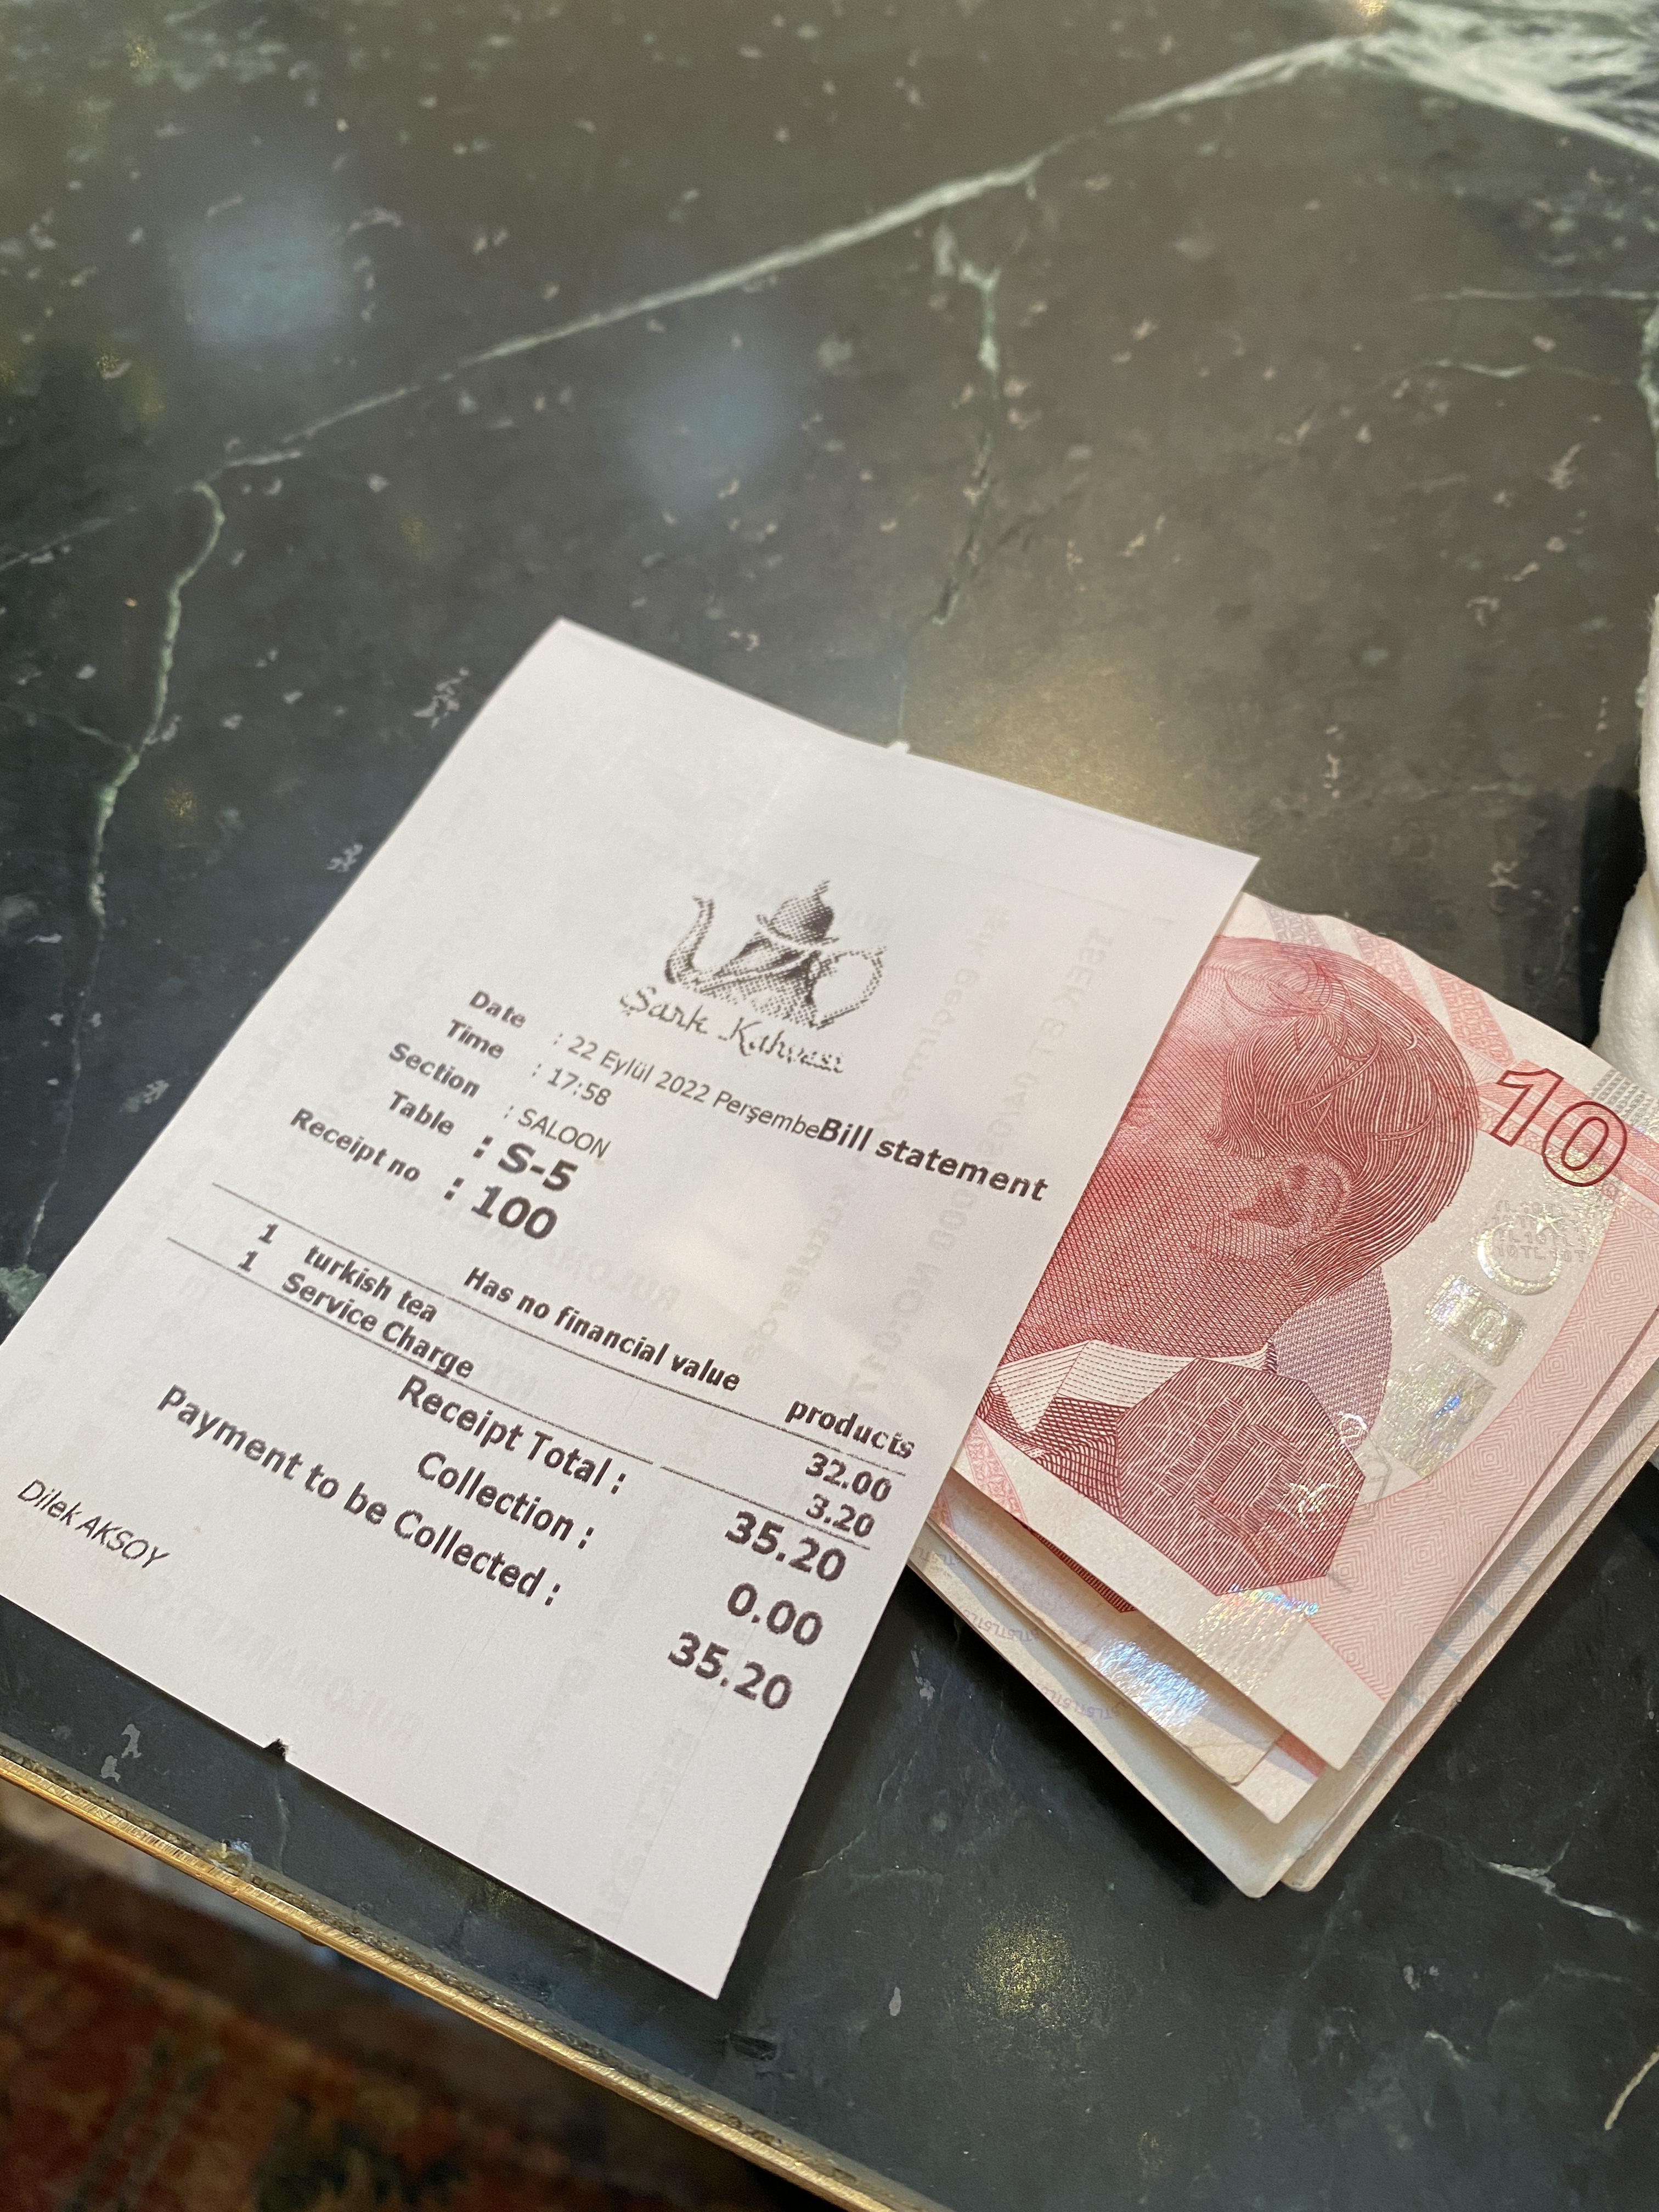 Şark Kahvesi
Bill statement
Date : 22 Eylül 2022 Perşembe
Time : 17:58
Section : SALOON
Table : S-5
Receipt no : 100
Has no financial value products
1 turkish tea 32.00
1 Service Charge 3.20
Receipt Total : 35.20
Collection : 0.00
Payment to be Collected : 35.20
Dilek AKSOY
10